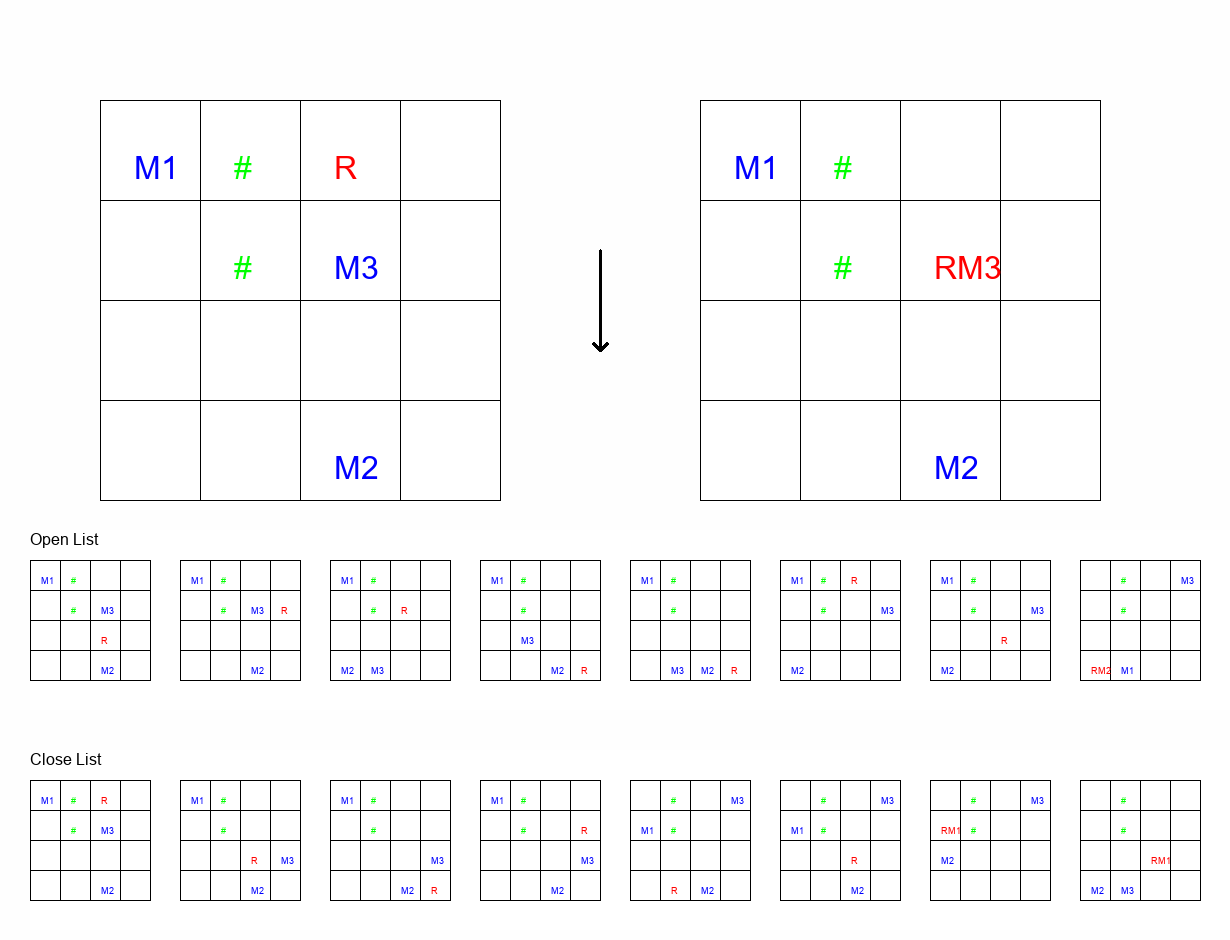 M1 # R M1 #
# M3 # RM3
M2 M2
Open List
M1 # M1 # M1 # M1 # M1 # M1 # R M1 # # M3
# M3 # M3 R # R # # # M3 # M3 #
R M3 R
M2 M2 M2 M3 M2 R M3 M2 R M2 M2 RM2 M1
Close List
M1 # R M1 # M1 # M1 # # M3 # M3 # M3 #
# M3 # # # R M1 # M1 # RM1 # #
R M3 M3 M3 R M2 RM1
M2 M2 M2 R M2 R M2 M2 M2 M3